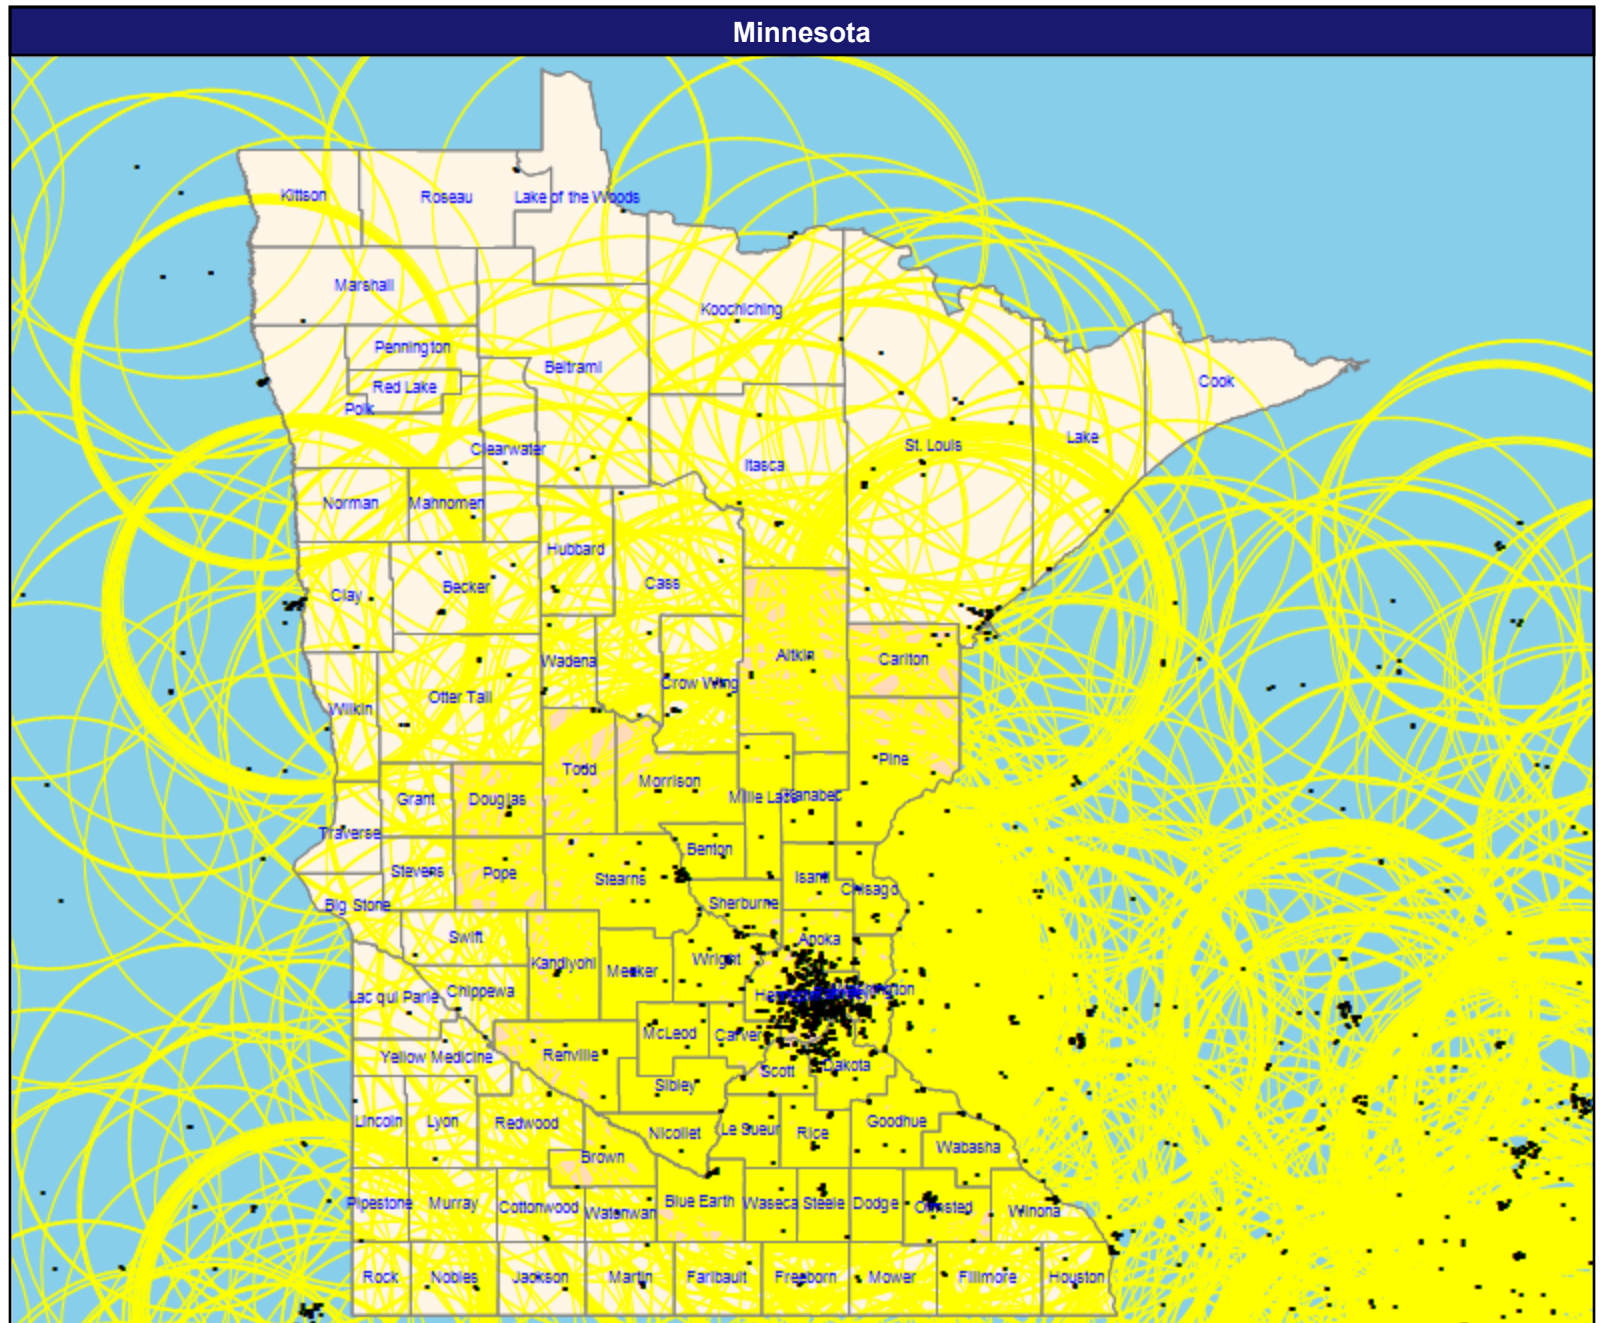 Minnesota
Kittson
Roseau
Lake of the Woods
Marshall
Koochiching
Pennington
Beltrami
Red Lake
Polk
Cook
Clearwater
St. Louis
Lake
Itasca
Norman
Mahnomen
Hubbard
Cass
Clay
Becker
Aitkin
Carlton
Wadena
Crow Wing
Otter Tail
Wilkin
Pine
Todd
Morrison
Mille Lacs
Kanabec
Grant
Douglas
Traverse
Benton
Stevens
Pope
Stearns
Isanti
Chisago
Big Stone
Sherburne
Swift
Anoka
Kandiyohi
Meeker
Wright
Lac qui Parle
Chippewa
McLeod
Carver
Yellow Medicine
Renville
Scott
Dakota
Sibley
Lincoln
Lyon
Redwood
Nicollet
Le Sueur
Rice
Goodhue
Wabasha
Brown
Pipestone
Murray
Cottonwood
Watonwan
Blue Earth
Waseca
Steele
Dodge
Olmsted
Winona
Rock
Nobles
Jackson
Martin
Faribault
Freeborn
Mower
Fillmore
Houston